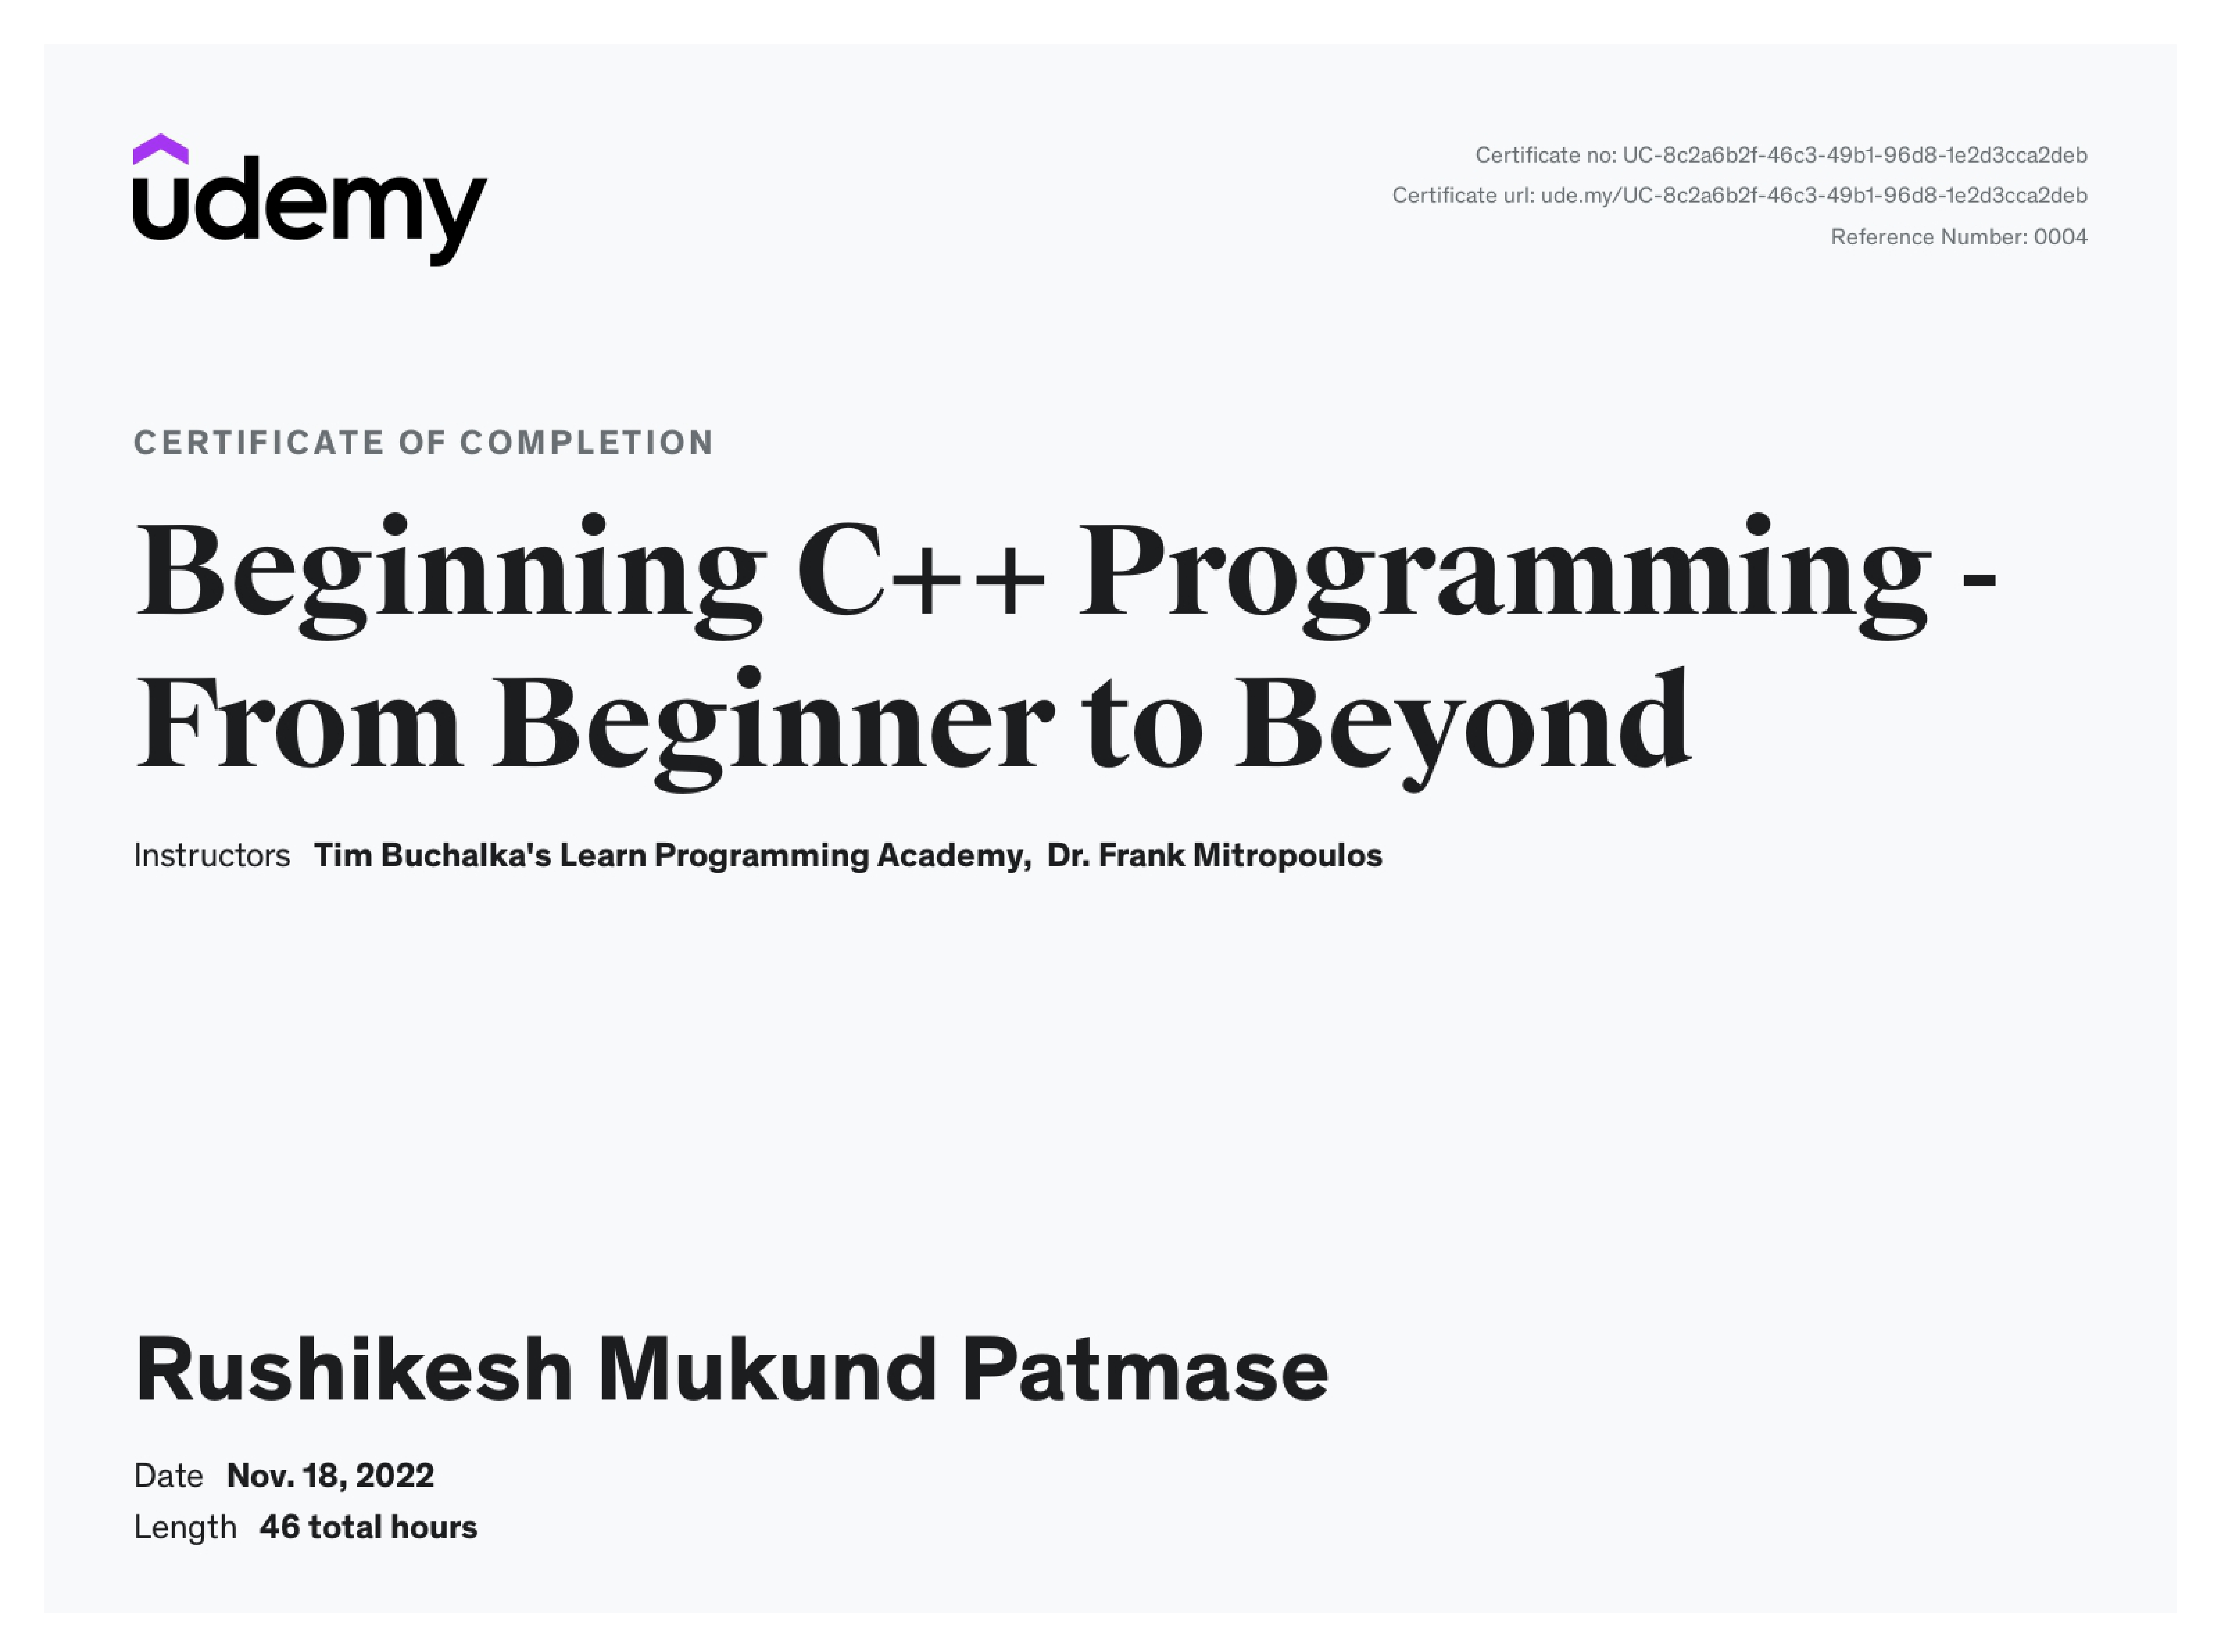 udemy
Certificate no: UC-8c2a6b2f-46c3-49b1-96d8-1e2d3cca2deb
Certificate url: ude.my/UC-8c2a6b2f-46c3-49b1-96d8-1e2d3cca2deb
Reference Number: 0004
CERTIFICATE OF COMPLETION
Beginning C++ Programming -
From Beginner to Beyond
Instructors Tim Buchalka's Learn Programming Academy, Dr. Frank Mitropoulos
Rushikesh Mukund Patmase
Date Nov. 18, 2022
Length 46 total hours